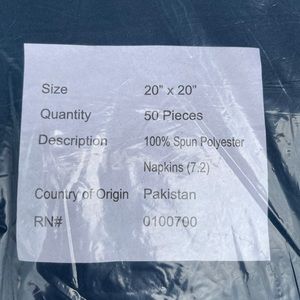 Size 20" x 20"
Quantity 50 Pieces
Description 100% Spun Polyester
Napkins (7.2)
Country of Origin Pakistan
RN# 0100700